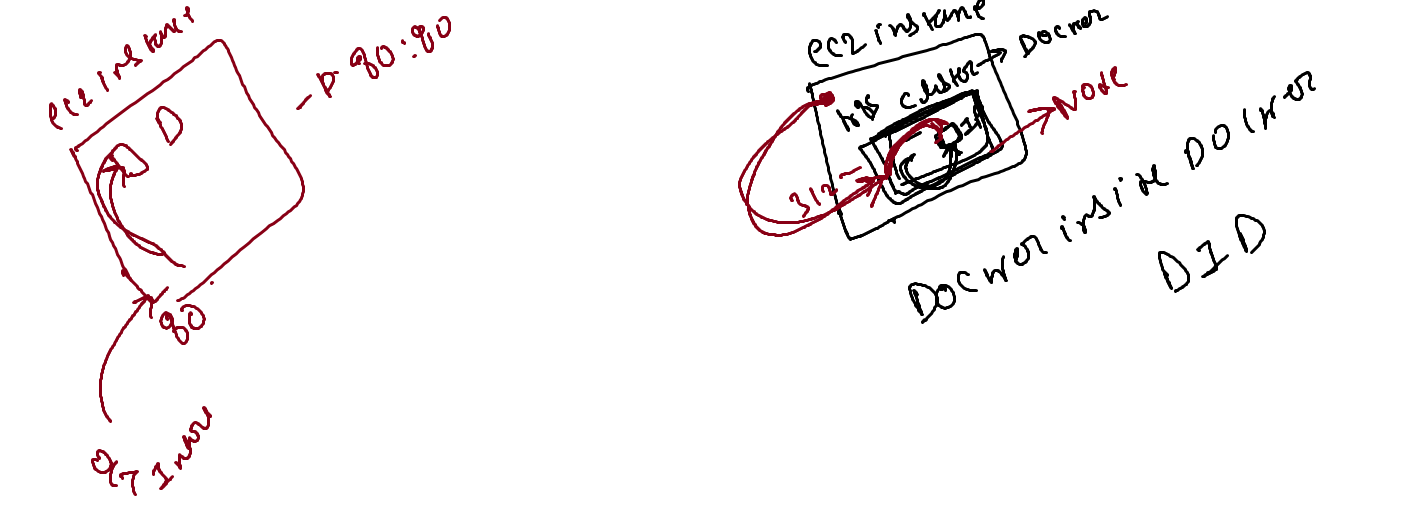 ec2 instance
D
-p 80:80
80
ec2 instance
k8s cluster
Docker
Node
Docker inside Docker
DID